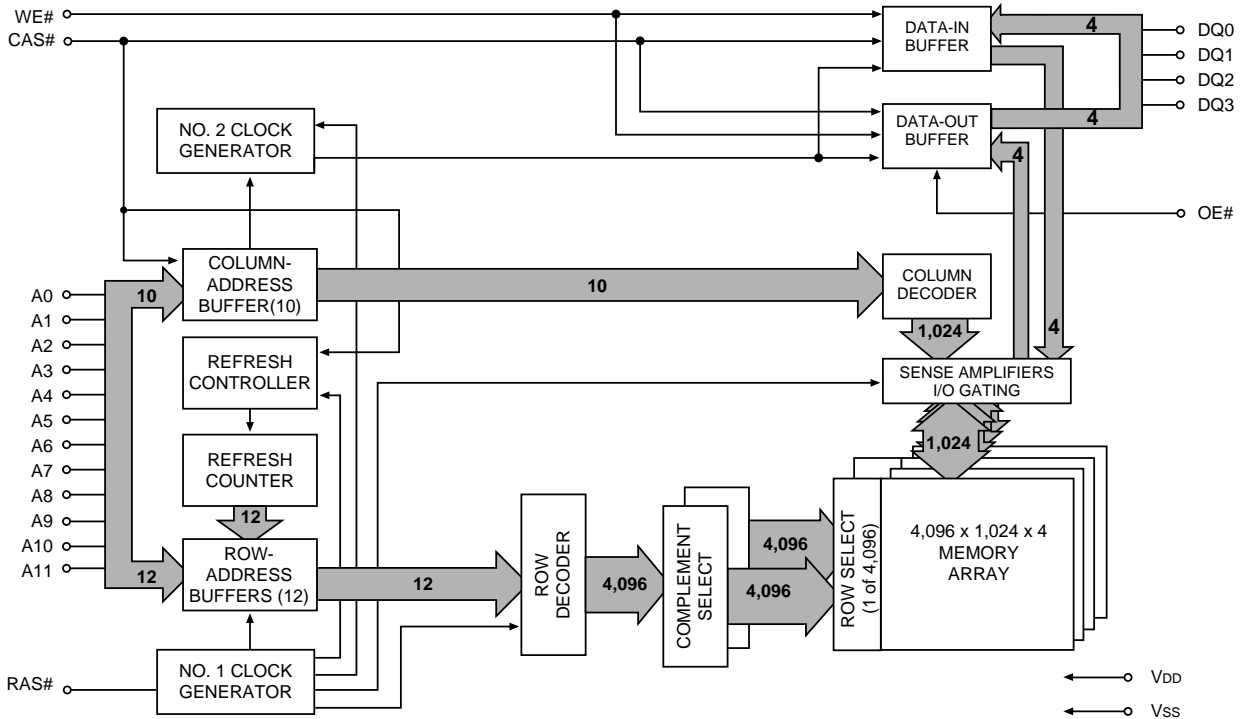 WE#
CAS#
DATA-IN
BUFFER
4
DQ0
DQ1
DQ2
DQ3
NO. 2 CLOCK
GENERATOR
DATA-OUT
BUFFER
4
4
OE#
COLUMN-
ADDRESS
BUFFER(10)
10
10
COLUMN
DECODER
A0
A1
A2
A3
A4
A5
A6
A7
A8
A9
A10
A11
1,024
4
REFRESH
CONTROLLER
SENSE AMPLIFIERS
I/O GATING
1,024
REFRESH
COUNTER
12
ROW-
ADDRESS
BUFFERS (12)
12
12
ROW
DECODER
4,096
COMPLEMENT
SELECT
4,096
4,096
ROW SELECT
(1 of 4,096)
4,096 x 1,024 x 4
MEMORY
ARRAY
RAS#
NO. 1 CLOCK
GENERATOR
VDD
VSS